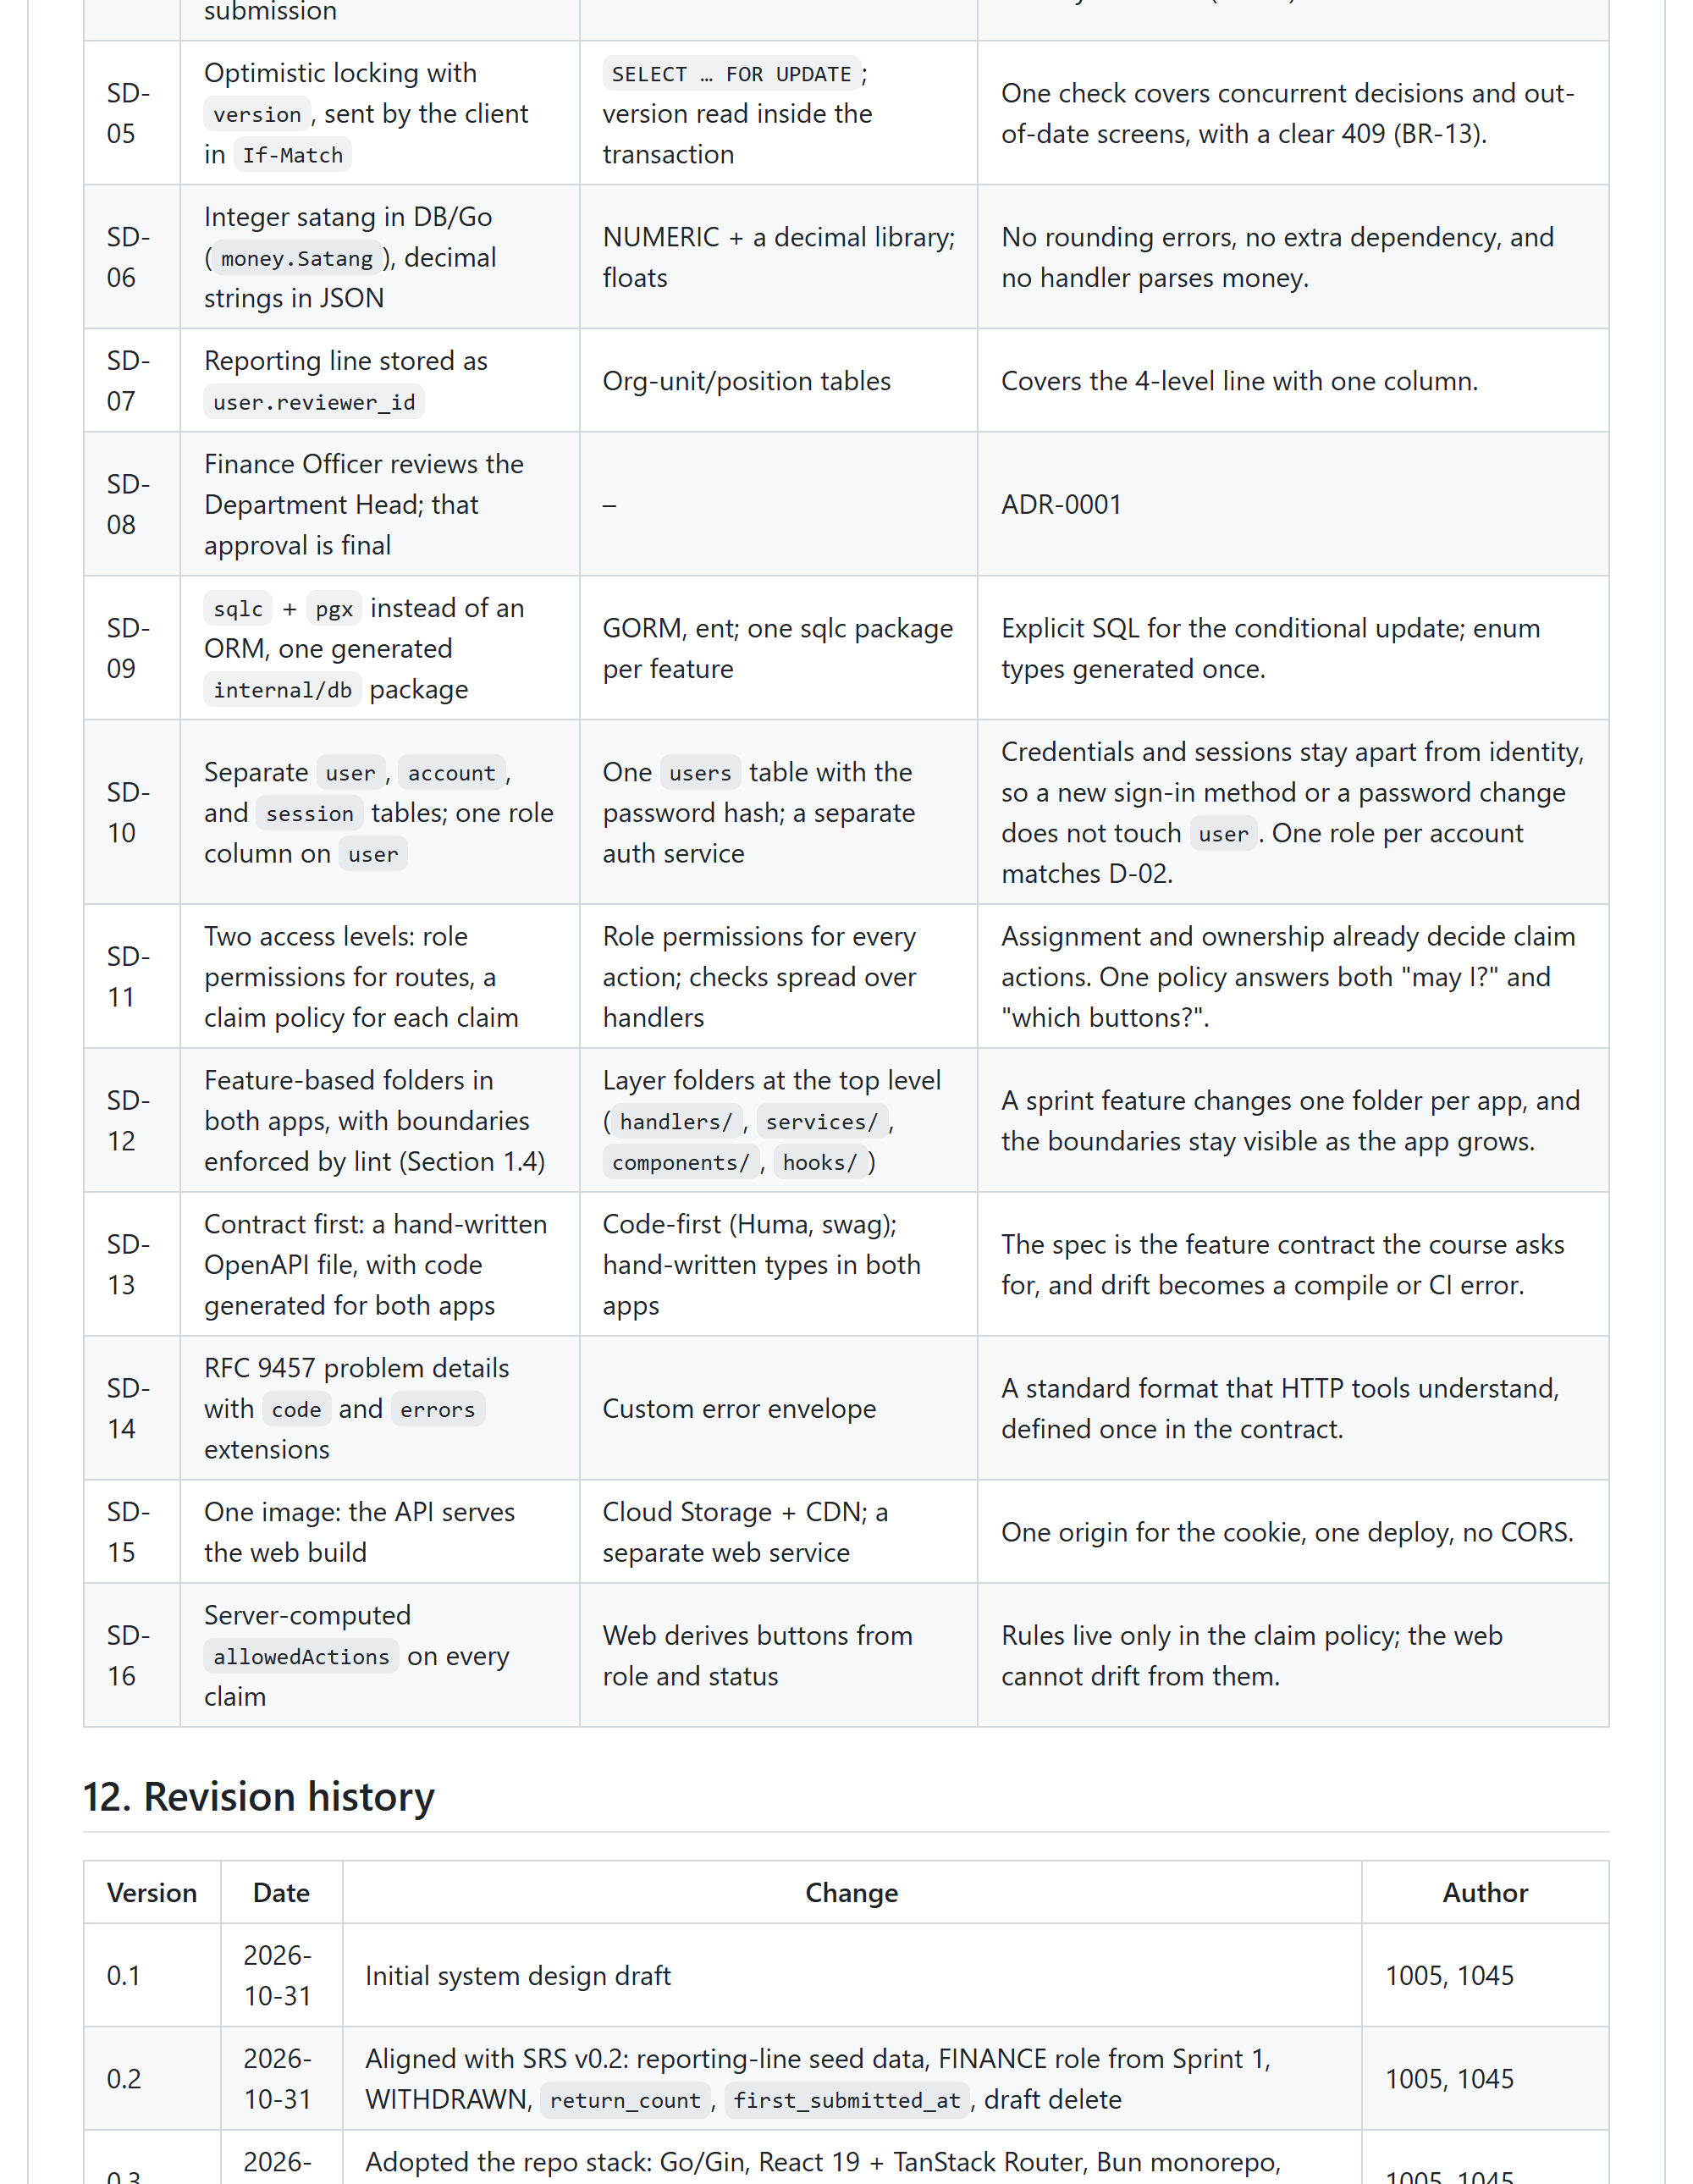 submission
SD-
05
Optimistic locking with
version, sent by the client
in If-Match
SELECT … FOR UPDATE;
version read inside the
transaction
One check covers concurrent decisions and out-
of-date screens, with a clear 409 (BR-13).
SD-
06
Integer satang in DB/Go
(money.Satang), decimal
strings in JSON
NUMERIC + a decimal library;
floats
No rounding errors, no extra dependency, and
no handler parses money.
SD-
07
Reporting line stored as
user.reviewer_id
Org-unit/position tables
Covers the 4-level line with one column.
SD-
08
Finance Officer reviews the
Department Head; that
approval is final
–
ADR-0001
SD-
09
sqlc + pgx instead of an
ORM, one generated
internal/db package
GORM, ent; one sqlc package
per feature
Explicit SQL for the conditional update; enum
types generated once.
SD-
10
Separate user, account,
and session tables; one role
column on user
One users table with the
password hash; a separate
auth service
Credentials and sessions stay apart from identity,
so a new sign-in method or a password change
does not touch user. One role per account
matches D-02.
SD-
11
Two access levels: role
permissions for routes, a
claim policy for each claim
Role permissions for every
action; checks spread over
handlers
Assignment and ownership already decide claim
actions. One policy answers both "may I?" and
"which buttons?".
SD-
12
Feature-based folders in
both apps, with boundaries
enforced by lint (Section 1.4)
Layer folders at the top level
(handlers/, services/,
components/, hooks/)
A sprint feature changes one folder per app, and
the boundaries stay visible as the app grows.
SD-
13
Contract first: a hand-written
OpenAPI file, with code
generated for both apps
Code-first (Huma, swag);
hand-written types in both
apps
The spec is the feature contract the course asks
for, and drift becomes a compile or CI error.
SD-
14
RFC 9457 problem details
with code and errors
extensions
Custom error envelope
A standard format that HTTP tools understand,
defined once in the contract.
SD-
15
One image: the API serves
the web build
Cloud Storage + CDN; a
separate web service
One origin for the cookie, one deploy, no CORS.
SD-
16
Server-computed
allowedActions on every
claim
Web derives buttons from
role and status
Rules live only in the claim policy; the web
cannot drift from them.
12. Revision history
Version
Date
Change
Author
0.1
2026-
10-31
Initial system design draft
1005, 1045
0.2
2026-
10-31
Aligned with SRS v0.2: reporting-line seed data, FINANCE role from Sprint 1,
WITHDRAWN, return_count, first_submitted_at, draft delete
1005, 1045
0.3
2026-
Adopted the repo stack: Go/Gin, React 19 + TanStack Router, Bun monorepo,
1005, 1045